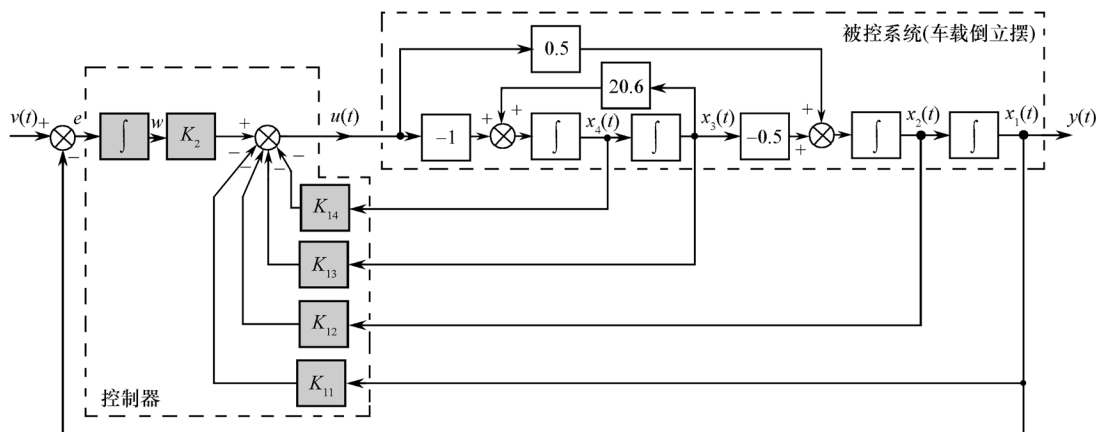 被控系统(车载倒立摆)
0.5
20.6
v(t) + e ∫ w K₂ + u(t) −1 + + ∫ x₄(t) ∫ x₃(t) −0.5 + + ∫ x₂(t) ∫ x₁(t) y(t)
− − − − −
K₁₄
K₁₃
K₁₂
K₁₁
控制器